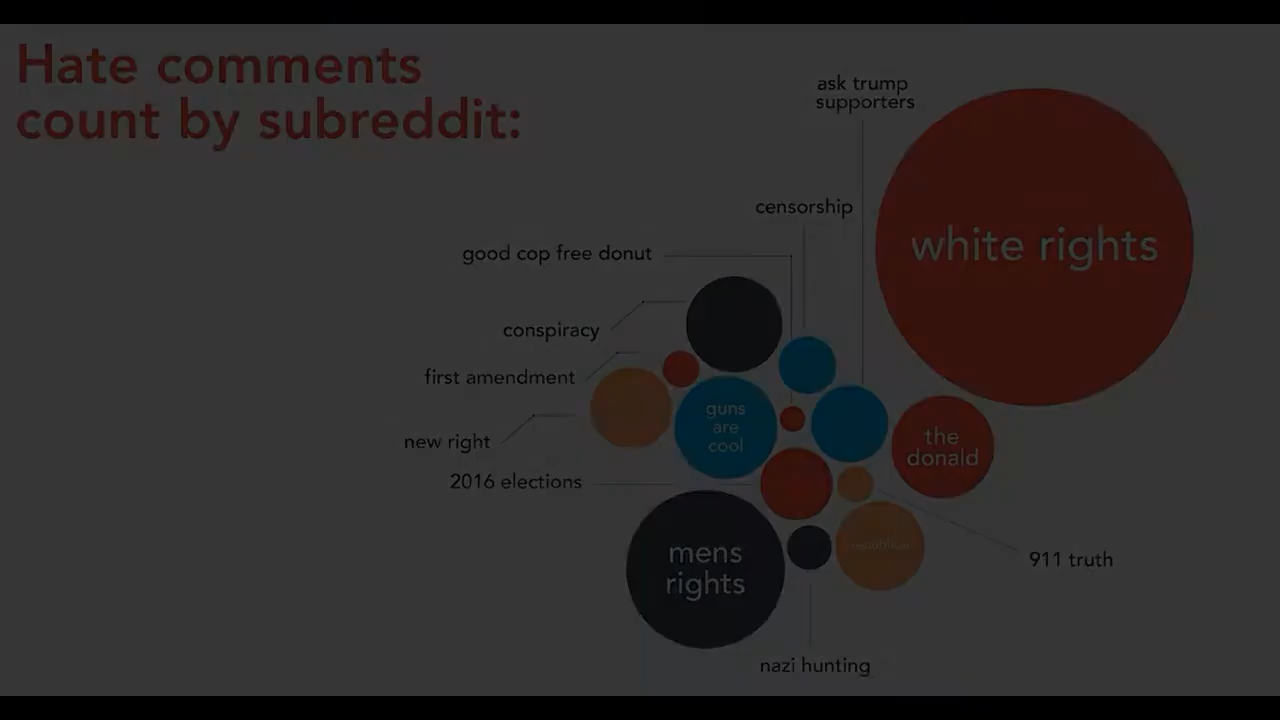 Hate comments
count by subreddit:
ask trump
supporters
censorship
white rights
good cop free donut
conspiracy
first amendment
guns
are
cool
new right
the
donald
2016 elections
mens
rights
republican
911 truth
nazi hunting